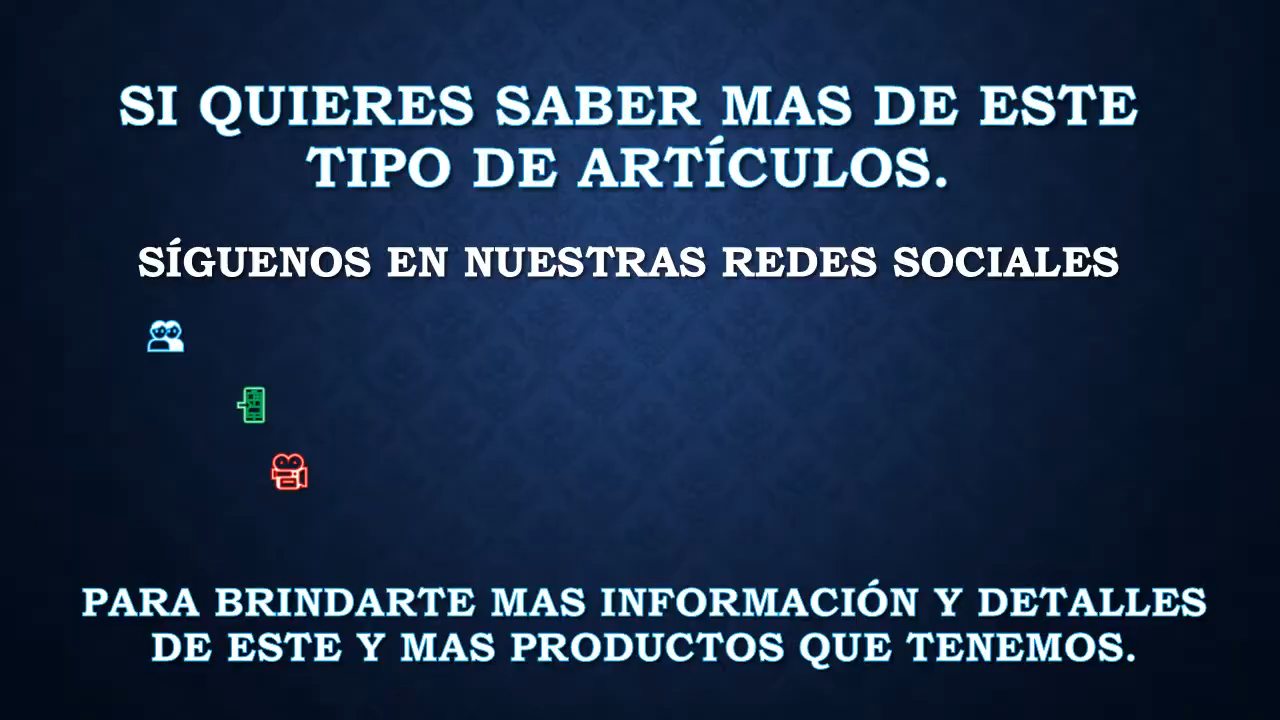 SI QUIERES SABER MAS DE ESTE
TIPO DE ARTÍCULOS.
SÍGUENOS EN NUESTRAS REDES SOCIALES
PARA BRINDARTE MAS INFORMACIÓN Y DETALLES
DE ESTE Y MAS PRODUCTOS QUE TENEMOS.